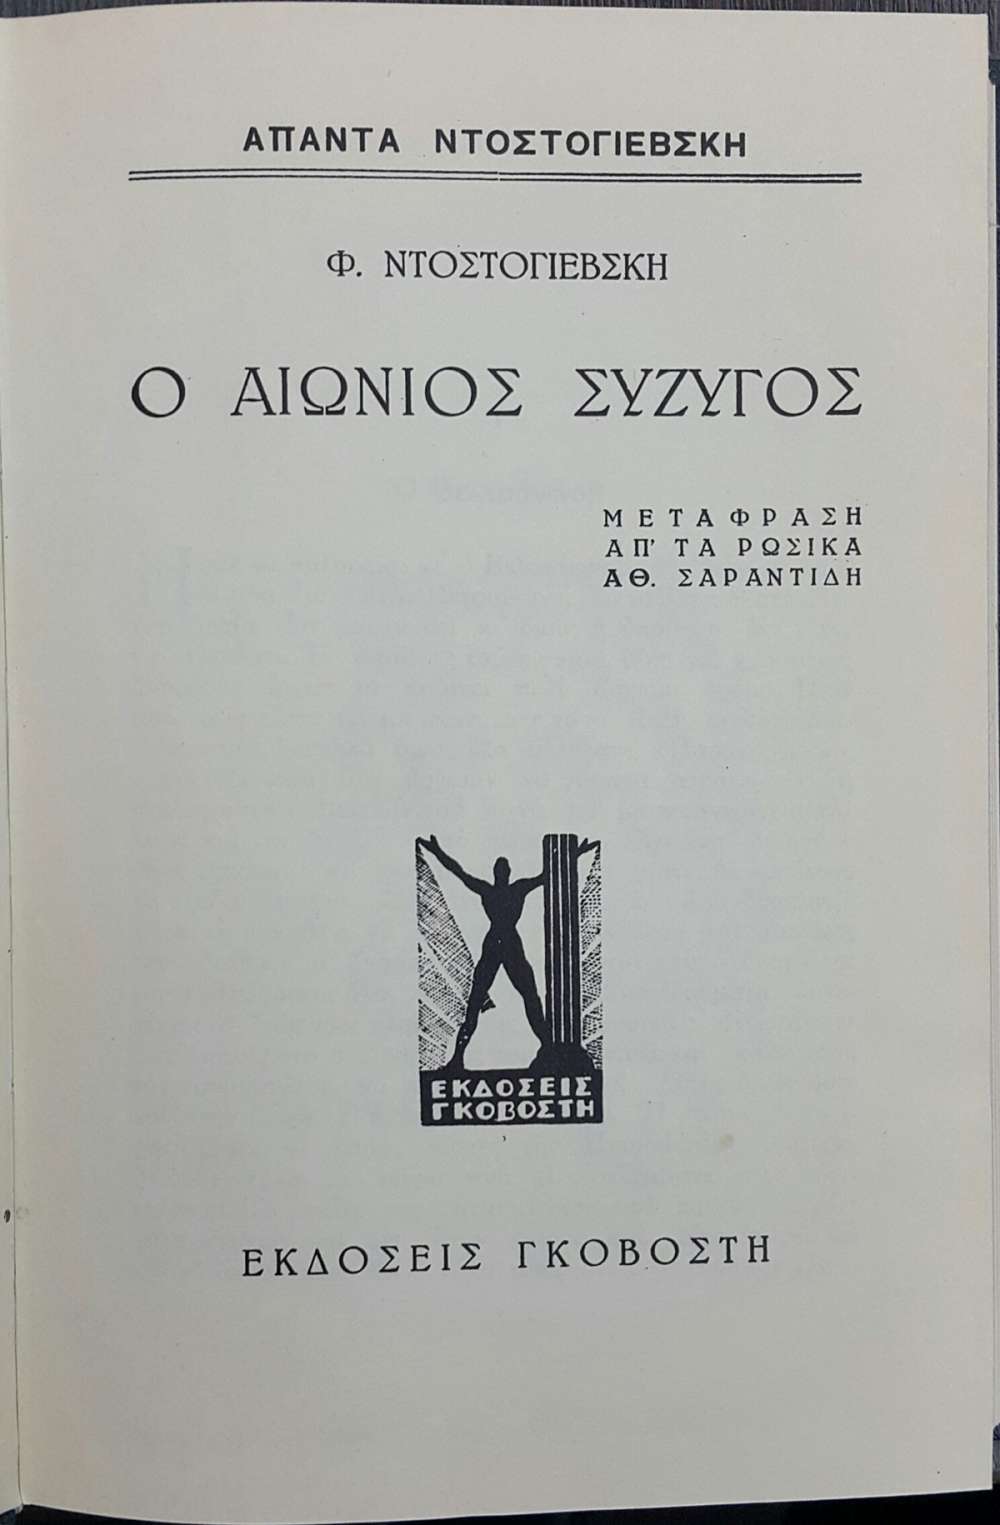 ΑΠΑΝΤΑ ΝΤΟΣΤΟΓΙΕΒΣΚΗ
Φ. ΝΤΟΣΤΟΓΙΕΒΣΚΗ
Ο ΑΙΩΝΙΟΣ ΣΥΖΥΓΟΣ
ΜΕΤΑΦΡΑΣΗ
ΑΠ' ΤΑ ΡΩΣΙΚΑ
ΑΘ. ΣΑΡΑΝΤΙΔΗ
ΕΚΔΟΣΕΙΣ
ΓΚΟΒΟΣΤΗ
ΕΚΔΟΣΕΙΣ ΓΚΟΒΟΣΤΗ